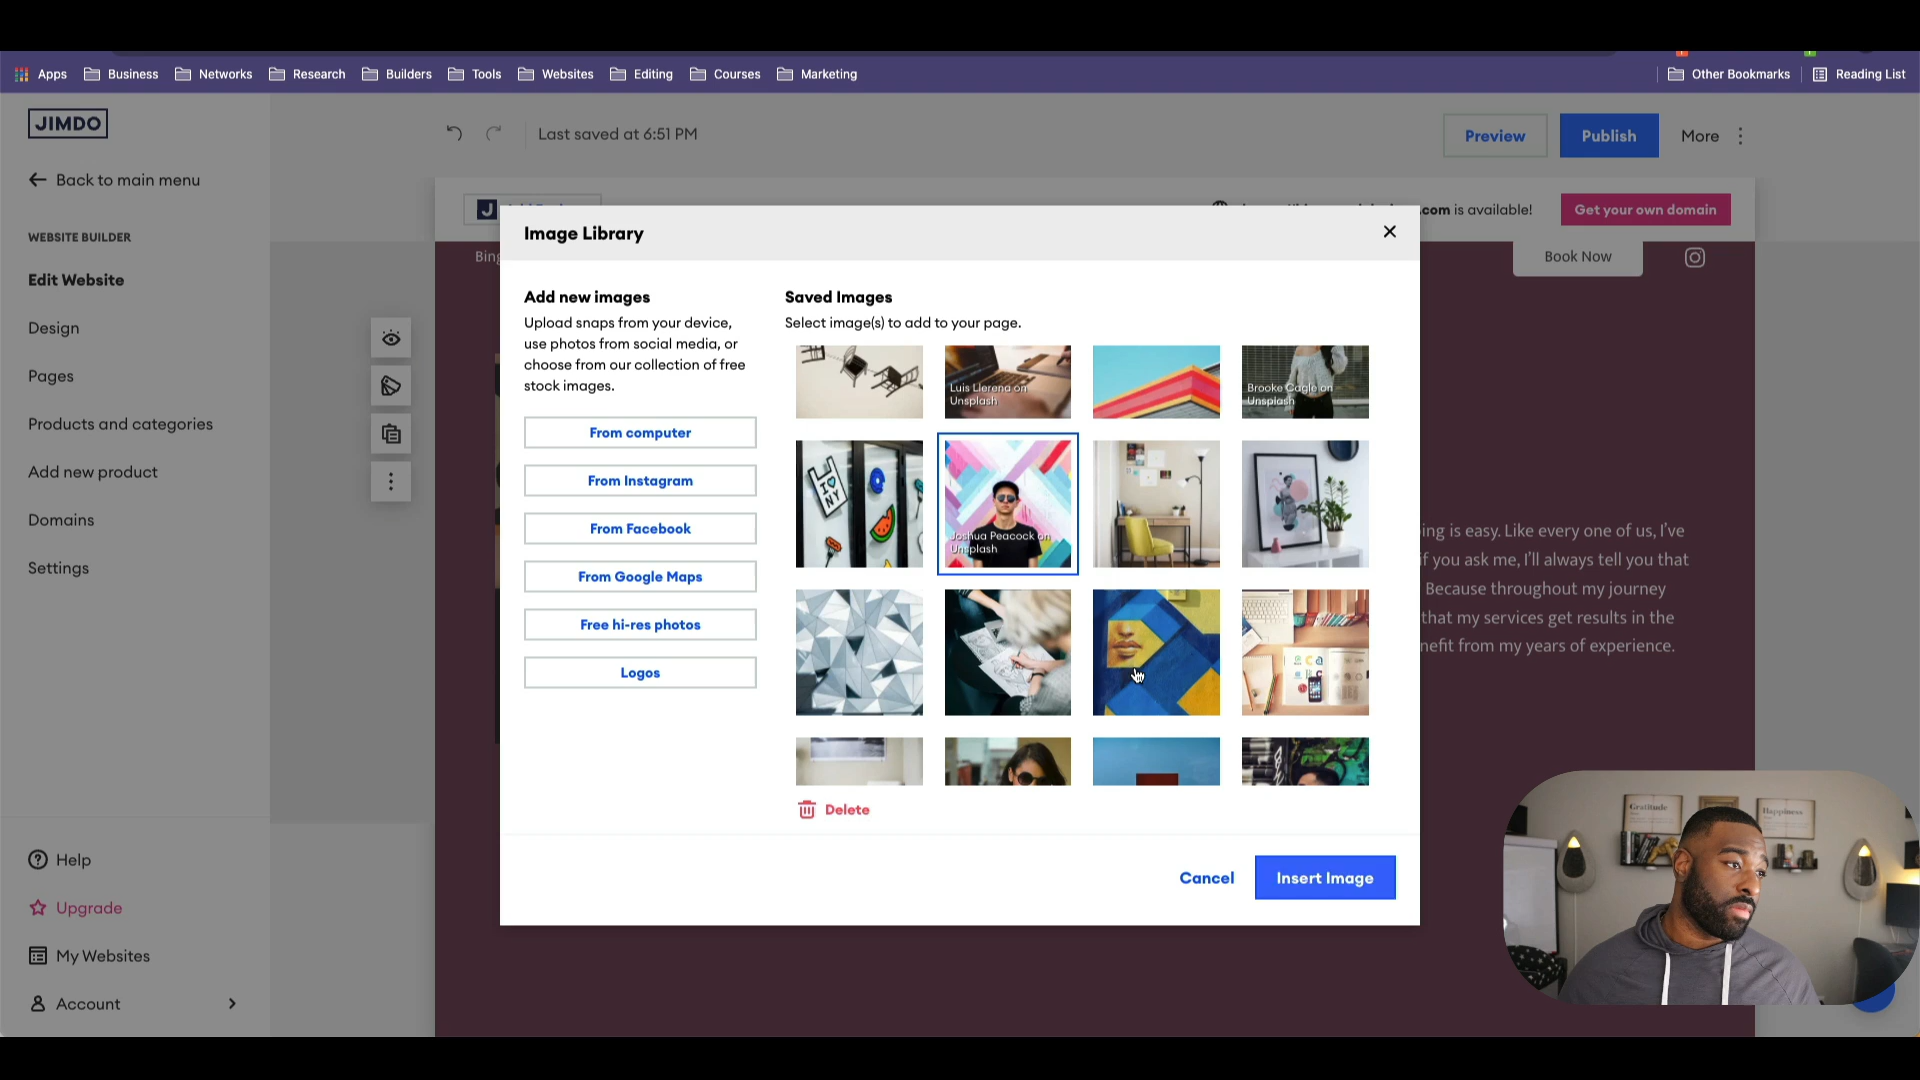 Apps
Business
Networks
Research
Builders
Tools
Websites
Editing
Courses
Marketing
Other Bookmarks
Reading List
JIMDO
Last saved at 6:51 PM
Preview
Publish
More
Back to main menu
J
.com is available!
Get your own domain
WEBSITE BUILDER
Edit Website
Design
Pages
Products and categories
Add new product
Domains
Settings
Help
Upgrade
My Websites
Account
Bing
Book Now
Image Library
Add new images
Upload snaps from your device,
use photos from social media, or
choose from our collection of free
stock images.
From computer
From Instagram
From Facebook
From Google Maps
Free hi-res photos
Logos
Saved Images
Select image(s) to add to your page.
Luis Llerena on
Unsplash
Brooke Cagle on
Unsplash
I NY
Joshua Peacock on
Unsplash
Delete
Cancel
Insert Image
ing is easy. Like every one of us, I've
if you ask me, I'll always tell you that
Because throughout my journey
that my services get results in the
nefit from my years of experience.
Gratitude
Happiness